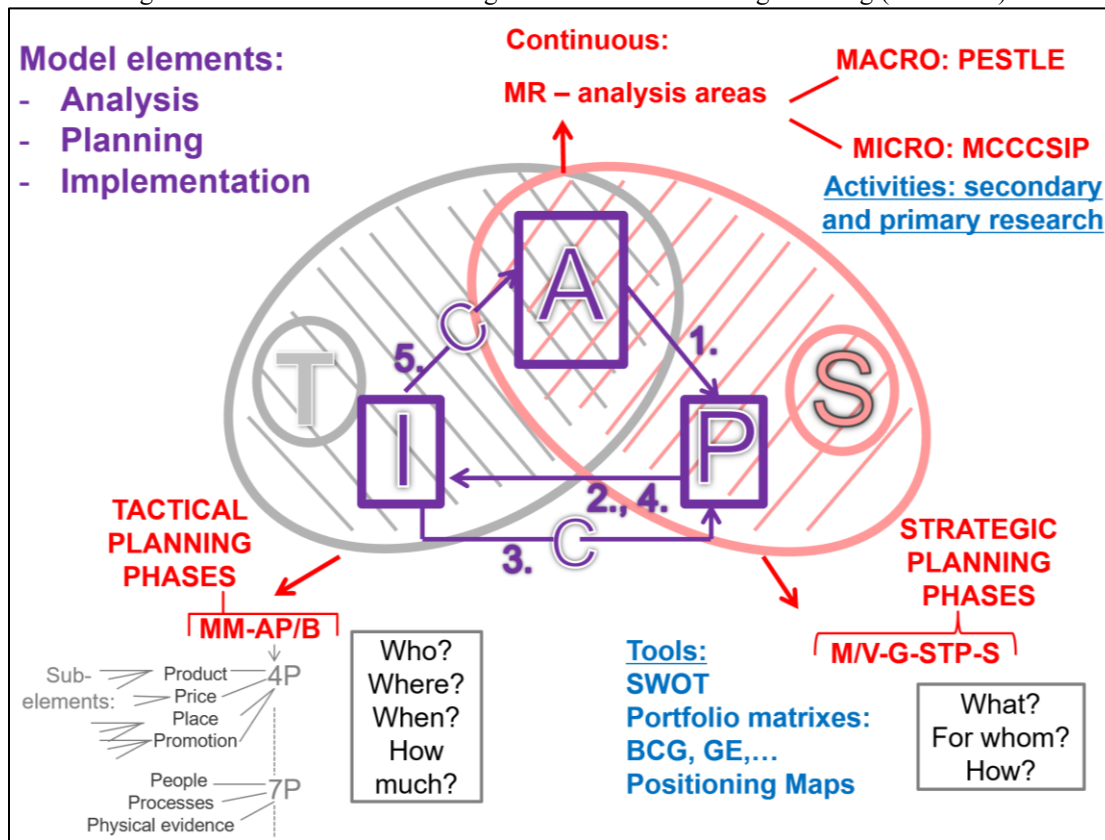 Model elements:
- Analysis
- Planning
- Implementation
Continuous:
MR – analysis areas
MACRO: PESTLE
MICRO: MCCCSIP
Activities: secondary
and primary research
A
C
5.
1.
T
S
I
P
2., 4.
3.
C
TACTICAL
PLANNING
PHASES
MM-AP/B
Sub-
elements:
Product
Price
Place
Promotion
4P
People
Processes
Physical evidence
7P
Who?
Where?
When?
How
much?
Tools:
SWOT
Portfolio matrixes:
BCG, GE,...
Positioning Maps
STRATEGIC
PLANNING
PHASES
M/V-G-STP-S
What?
For whom?
How?